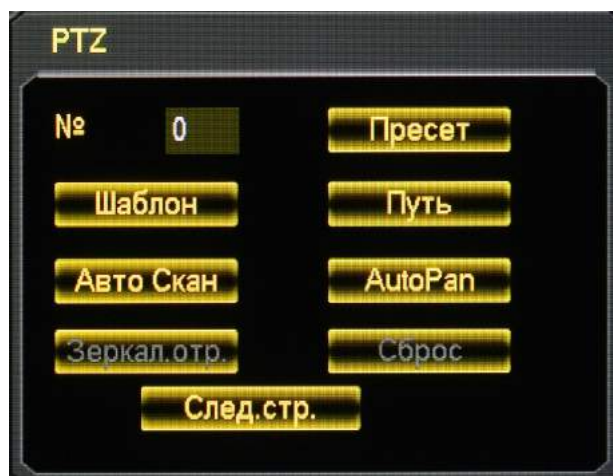 PTZ
№ 0 Пресет
Шаблон Путь
Авто Скан AutoPan
Зеркал.отр. Сброс
След.стр.